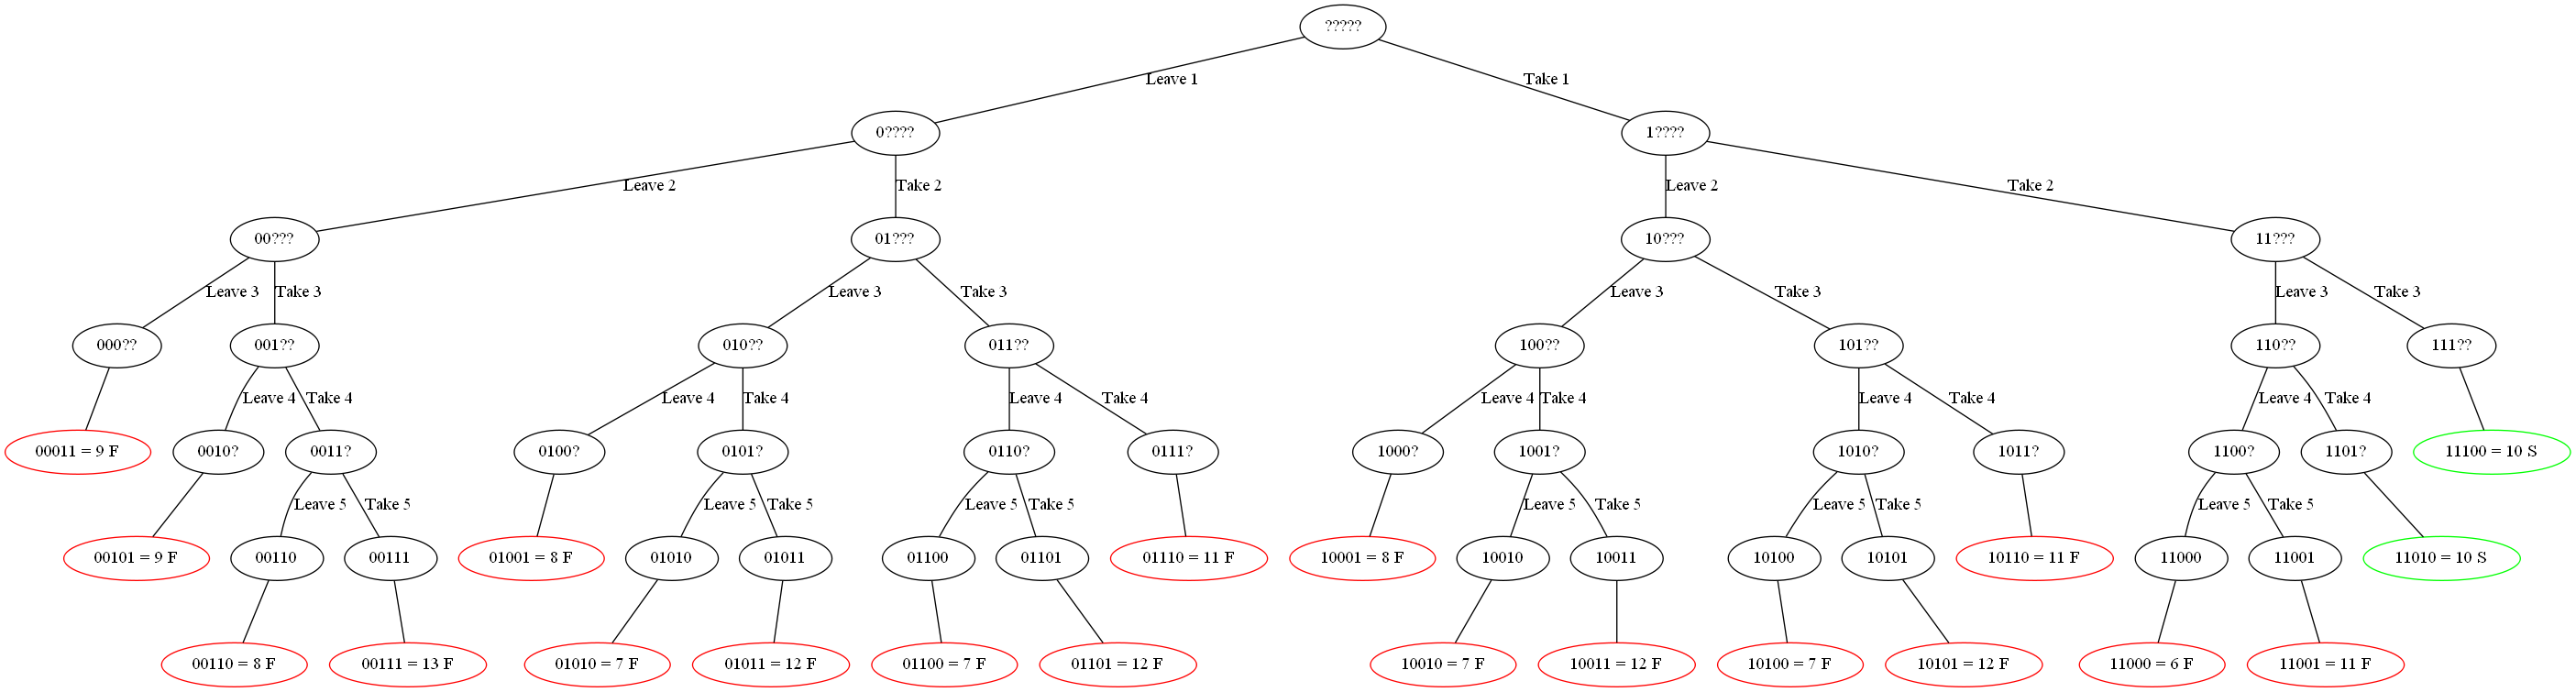 ?????
Leave 1
Take 1
0????
1????
Leave 2
Take 2
Leave 2
Take 2
00???
01???
10???
11???
Leave 3
Take 3
Leave 3
Take 3
Leave 3
Take 3
Leave 3
Take 3
000??
001??
010??
011??
100??
101??
110??
111??
Leave 4
Take 4
Leave 4
Take 4
Leave 4
Take 4
Leave 4
Take 4
Leave 4
Take 4
Leave 4
Take 4
00011 = 9 F
0010?
0011?
0100?
0101?
0110?
0111?
1000?
1001?
1010?
1011?
1100?
1101?
11100 = 10 S
Leave 5
Take 5
Leave 5
Take 5
Leave 5
Take 5
Leave 5
Take 5
Leave 5
Take 5
Leave 5
Take 5
00101 = 9 F
00110
00111
01001 = 8 F
01010
01011
01100
01101
01110 = 11 F
10001 = 8 F
10010
10011
10100
10101
10110 = 11 F
11000
11001
11010 = 10 S
00110 = 8 F
00111 = 13 F
01010 = 7 F
01011 = 12 F
01100 = 7 F
01101 = 12 F
10010 = 7 F
10011 = 12 F
10100 = 7 F
10101 = 12 F
11000 = 6 F
11001 = 11 F